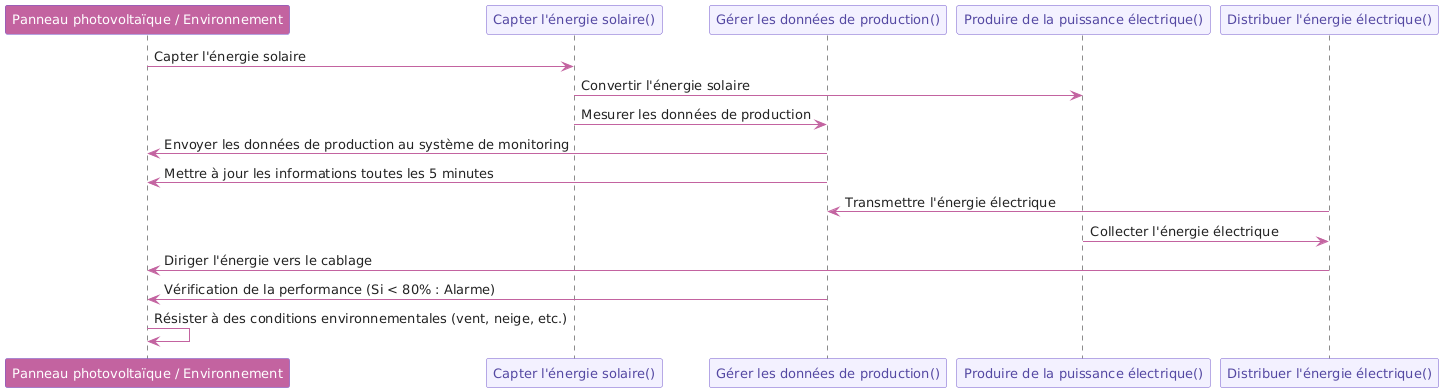 Panneau photovoltaïque / Environnement
Capter l'énergie solaire()
Gérer les données de production()
Produire de la puissance électrique()
Distribuer l'énergie électrique()
Capter l'énergie solaire
Convertir l'énergie solaire
Mesurer les données de production
Envoyer les données de production au système de monitoring
Mettre à jour les informations toutes les 5 minutes
Transmettre l'énergie électrique
Collecter l'énergie électrique
Diriger l'énergie vers le cablage
Vérification de la performance (Si < 80% : Alarme)
Résister à des conditions environnementales (vent, neige, etc.)
Panneau photovoltaïque / Environnement
Capter l'énergie solaire()
Gérer les données de production()
Produire de la puissance électrique()
Distribuer l'énergie électrique()